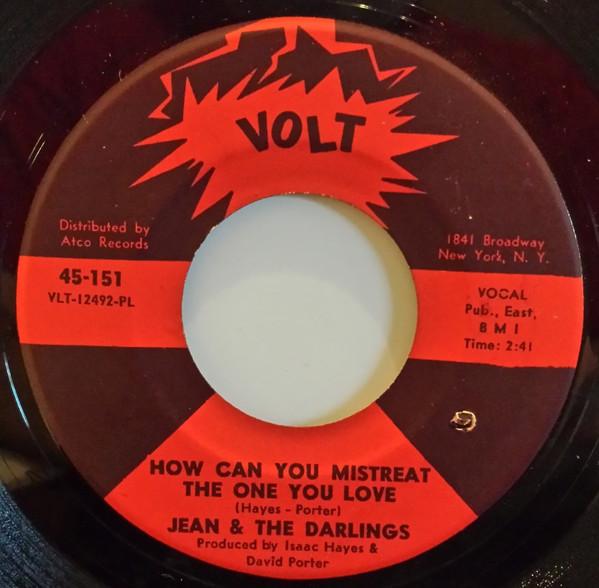 VOLT
Distributed by
Atco Records
1841 Broadway
New York, N. Y.
45-151
VLT-12492-PL
VOCAL
Pub., East,
B M I
Time: 2:41
HOW CAN YOU MISTREAT
THE ONE YOU LOVE
(Hayes - Porter)
JEAN & THE DARLINGS
Produced by Isaac Hayes &
David Porter